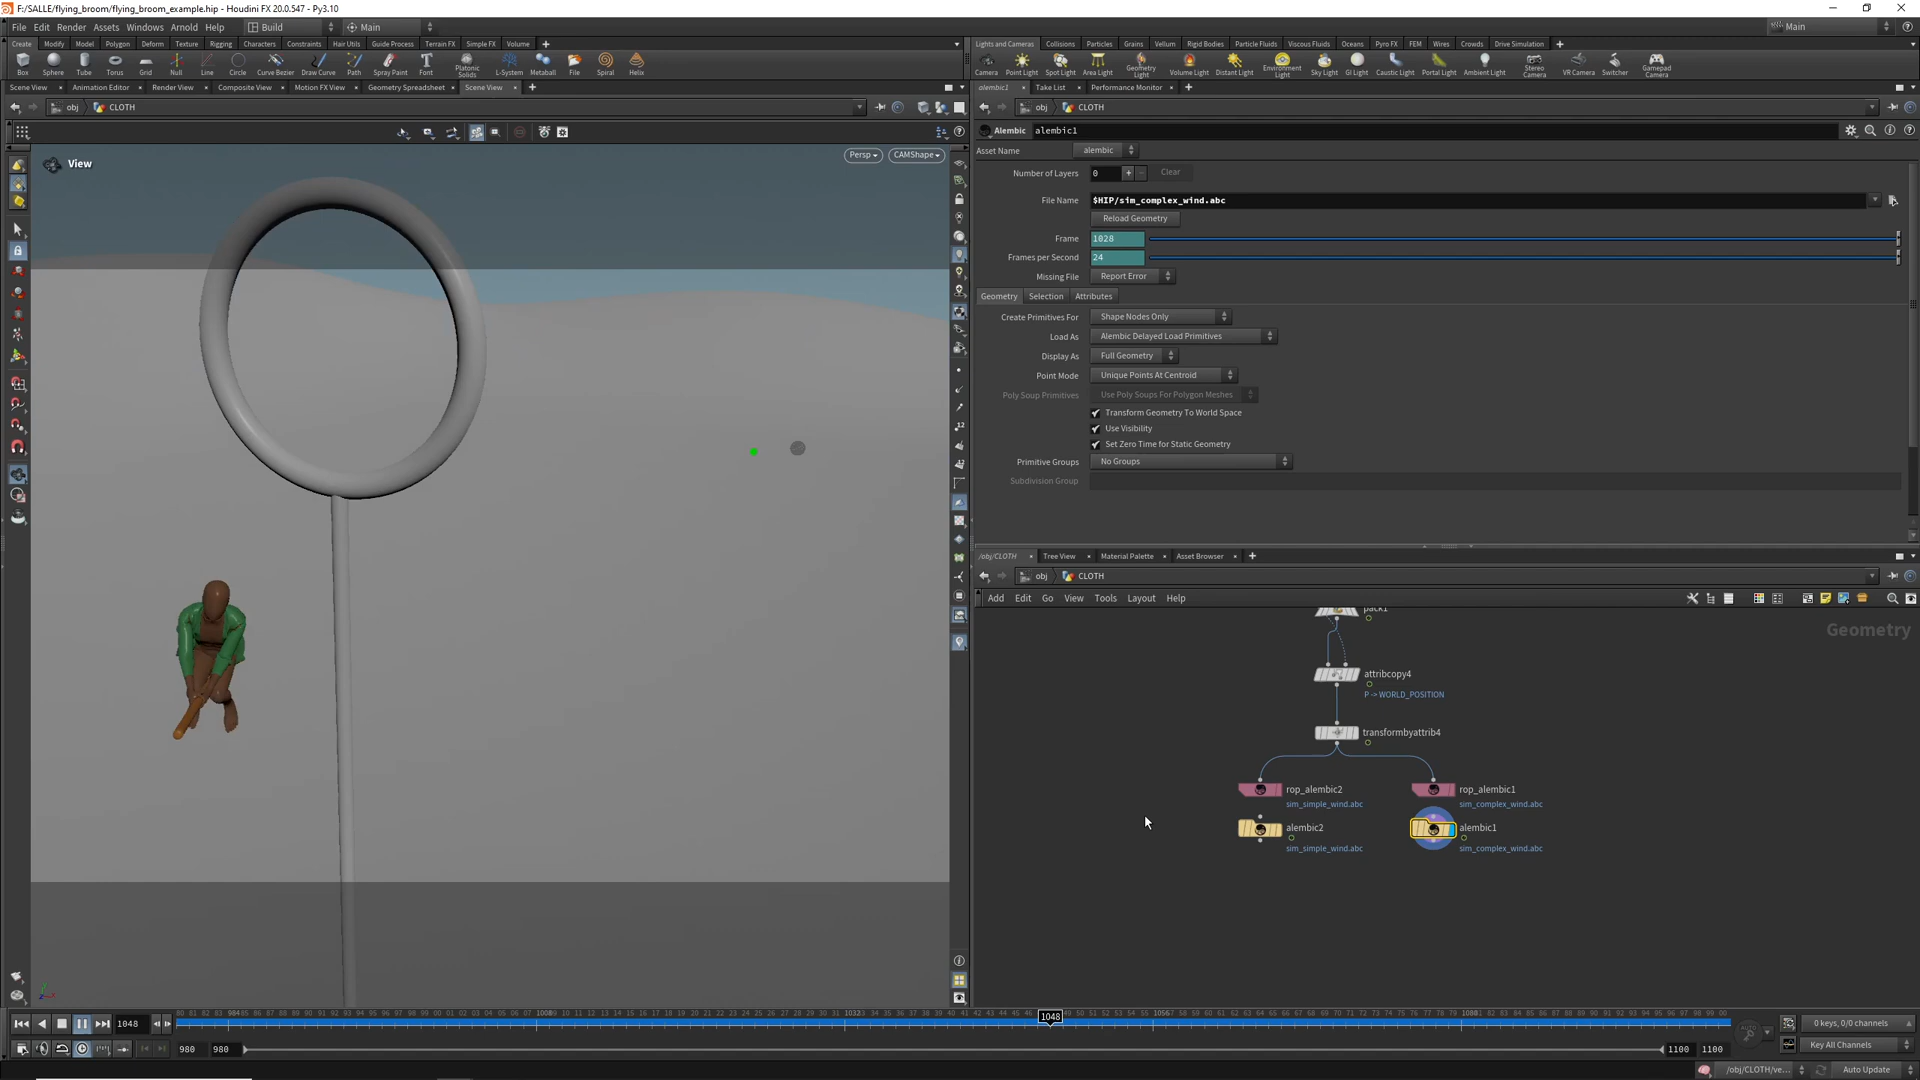 F:/SALLE/flying_broom/flying_broom_example.hip - Houdini FX 20.0.547 - Py3.10
File Edit Render Assets Windows Arnold Help Build Main Main
Create Modify Model Polygon Deform Texture Rigging Characters Constraints Hair Utils Guide Process Terrain FX Simple FX Volume
Box Sphere Tube Torus Grid Null Line Circle Curve Bezier Draw Curve Path Spray Paint Font Platonic Solids L-System Metaball File Spiral Helix
Lights and Cameras Collisions Particles Grains Vellum Rigid Bodies Particle Fluids Viscous Fluids Oceans Pyro FX FEM Wires Crowds Drive Simulation
Camera Point Light Spot Light Area Light Geometry Light Volume Light Distant Light Environment Light Sky Light GI Light Caustic Light Portal Light Ambient Light Stereo Camera VR Camera Switcher Gamepad Camera
Scene View Animation Editor Render View Composite View Motion FX View Geometry Spreadsheet Scene View
alembic1 Take List Performance Monitor
obj CLOTH
obj CLOTH
View
Persp CAMShape
Alembic alembic1
Asset Name alembic
Number of Layers 0 Clear
File Name $HIP/sim_complex_wind.abc
Reload Geometry
Frame 1028
Frames per Second 24
Missing File Report Error
Geometry Selection Attributes
Create Primitives For Shape Nodes Only
Load As Alembic Delayed Load Primitives
Display As Full Geometry
Point Mode Unique Points At Centroid
Poly Soup Primitives Use Poly Soups For Polygon Meshes
Transform Geometry To World Space
Use Visibility
Set Zero Time for Static Geometry
Primitive Groups No Groups
Subdivision Group
/obj/CLOTH Tree View Material Palette Asset Browser
obj CLOTH
Add Edit Go View Tools Layout Help
Geometry
pack1
attribcopy4
P -> WORLD_POSITION
transformbyattrib4
rop_alembic2
sim_simple_wind.abc
rop_alembic1
sim_complex_wind.abc
alembic2
sim_simple_wind.abc
alembic1
sim_complex_wind.abc
1048
1048
980 980 1100 1100
0 keys, 0/0 channels
Key All Channels
/obj/CLOTH/ve...
Auto Update